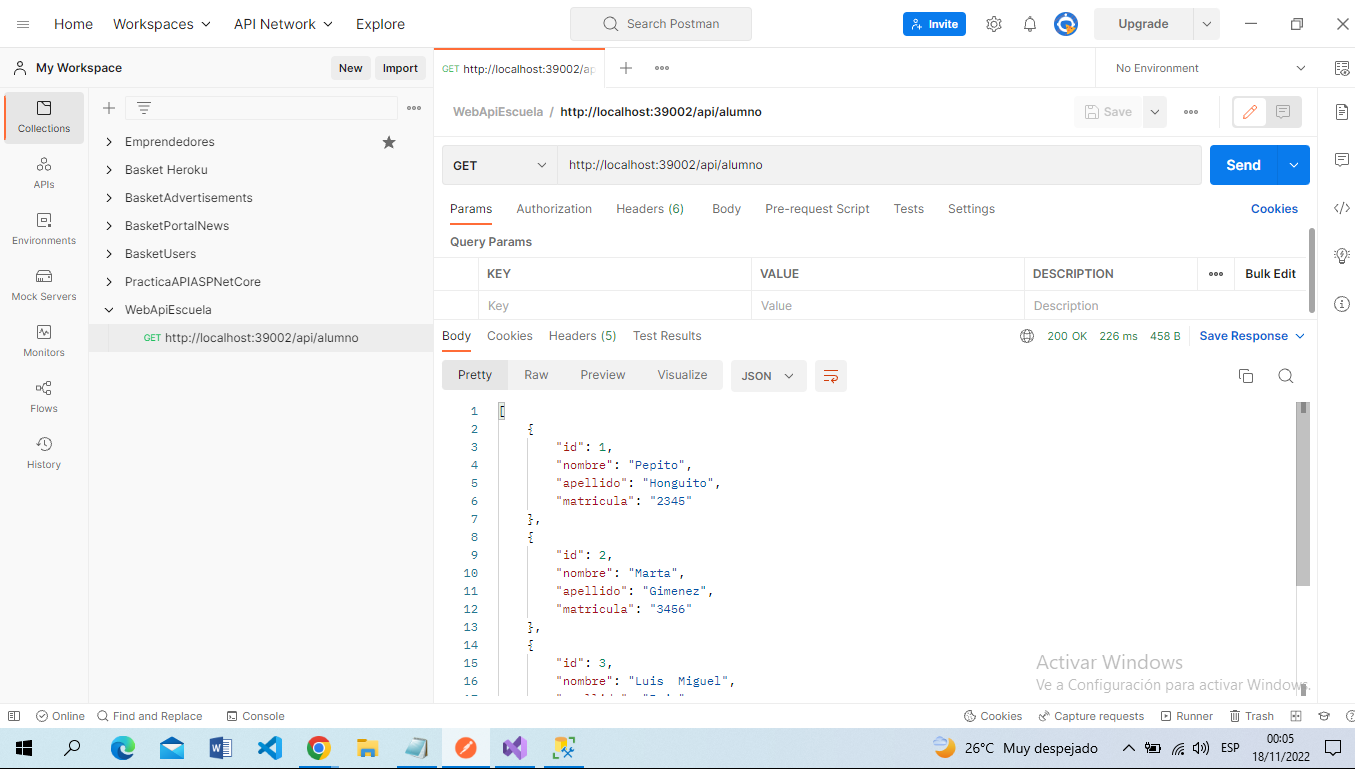 Home Workspaces API Network Explore Search Postman Invite Upgrade
My Workspace New Import GET http://localhost:39002/ap No Environment
Collections
APIs
Environments
Mock Servers
Monitors
Flows
History
Emprendedores
Basket Heroku
BasketAdvertisements
BasketPortalNews
BasketUsers
PracticaAPIASPNetCore
WebApiEscuela
GET http://localhost:39002/api/alumno
WebApiEscuela / http://localhost:39002/api/alumno Save
GET http://localhost:39002/api/alumno Send
Params Authorization Headers (6) Body Pre-request Script Tests Settings Cookies
Query Params
KEY VALUE DESCRIPTION Bulk Edit
Key Value Description
Body Cookies Headers (5) Test Results 200 OK 226 ms 458 B Save Response
Pretty Raw Preview Visualize JSON
1 [
2 {
3 "id": 1,
4 "nombre": "Pepito",
5 "apellido": "Honguito",
6 "matricula": "2345"
7 },
8 {
9 "id": 2,
10 "nombre": "Marta",
11 "apellido": "Gimenez",
12 "matricula": "3456"
13 },
14 {
15 "id": 3,
16 "nombre": "Luis  Miguel",
Activar Windows
Ve a Configuración para activar Windows.
Online Find and Replace Console Cookies Capture requests Runner Trash
26°C Muy despejado ESP 00:05
18/11/2022